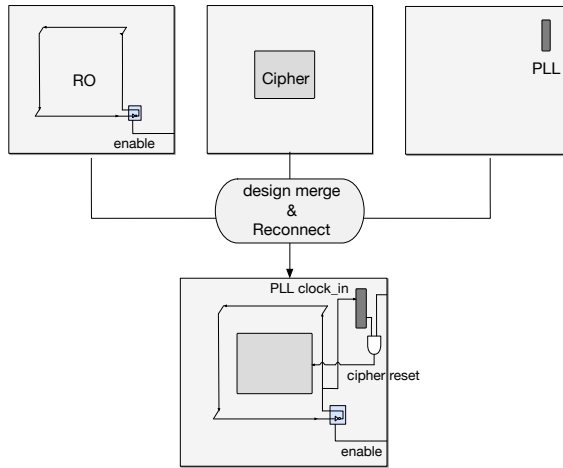 RO
enable
Cipher
PLL
design merge
&
Reconnect
PLL clock_in
cipher reset
enable